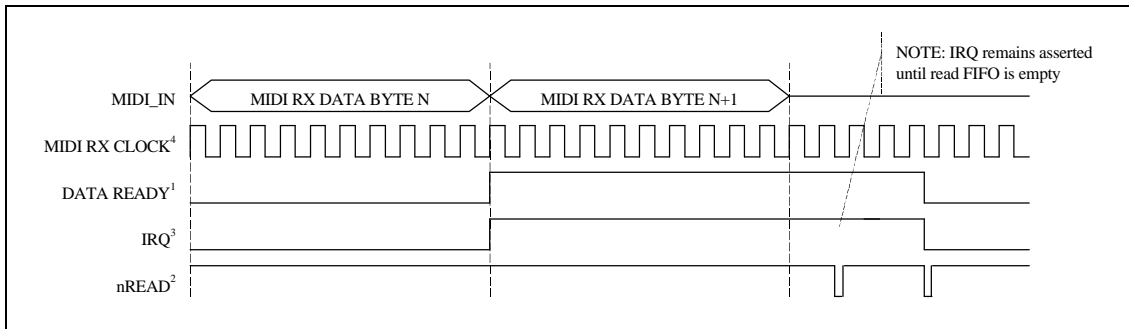 NOTE: IRQ remains asserted
until read FIFO is empty
MIDI_IN
MIDI RX DATA BYTE N
MIDI RX DATA BYTE N+1
MIDI RX CLOCK⁴
DATA READY¹
IRQ³
nREAD²